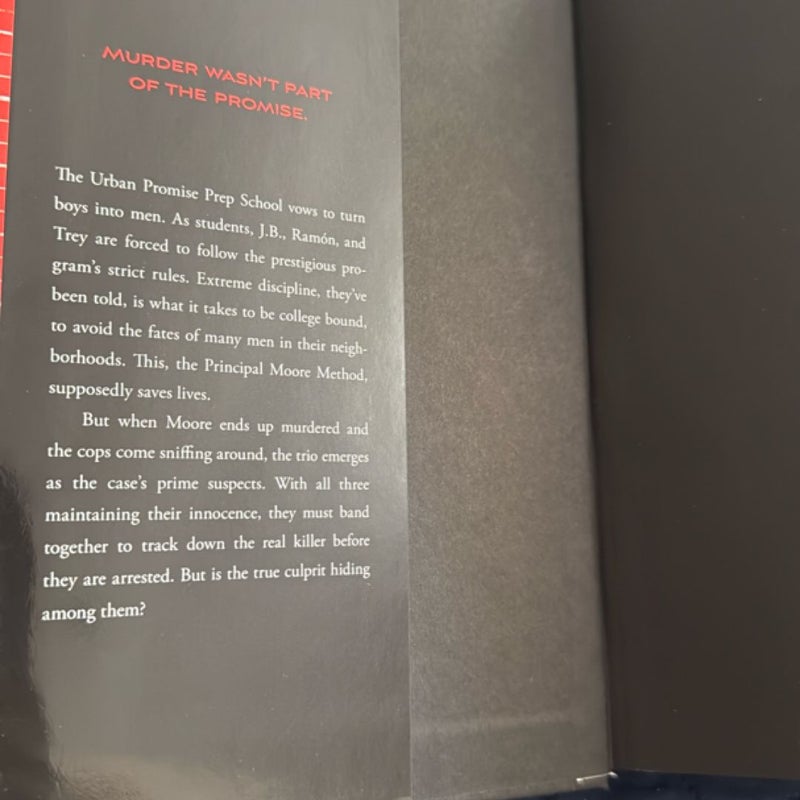 MURDER WASN'T PART
OF THE PROMISE.
The Urban Promise Prep School vows to turn
boys into men. As students, J.B., Ramón, and
Trey are forced to follow the prestigious pro-
gram's strict rules. Extreme discipline, they've
been told, is what it takes to be college bound,
to avoid the fates of many men in their neigh-
borhoods. This, the Principal Moore Method,
supposedly saves lives.
But when Moore ends up murdered and
the cops come sniffing around, the trio emerges
as the case's prime suspects. With all three
maintaining their innocence, they must band
together to track down the real killer before
they are arrested. But is the true culprit hiding
among them?